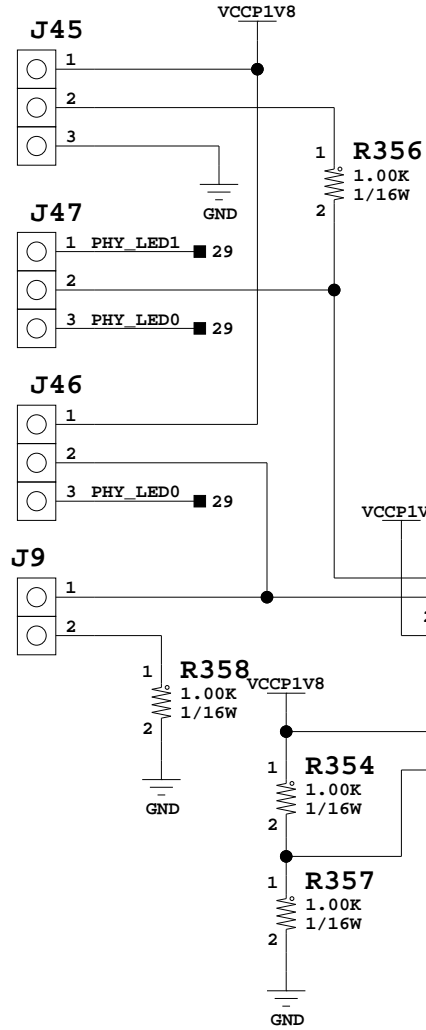 VCCP1V8
J45
1
2
3
GND
1 R356
1.00K
1/16W
2
J47
1 PHY_LED1 29
2
3 PHY_LED0 29
J46
1
2
3 PHY_LED0 29
VCCP1V
J9
1
2
2
1 R358
1.00K
1/16W
2
GND
VCCP1V8
1 R354
1.00K
1/16W
2
1 R357
1.00K
1/16W
2
GND